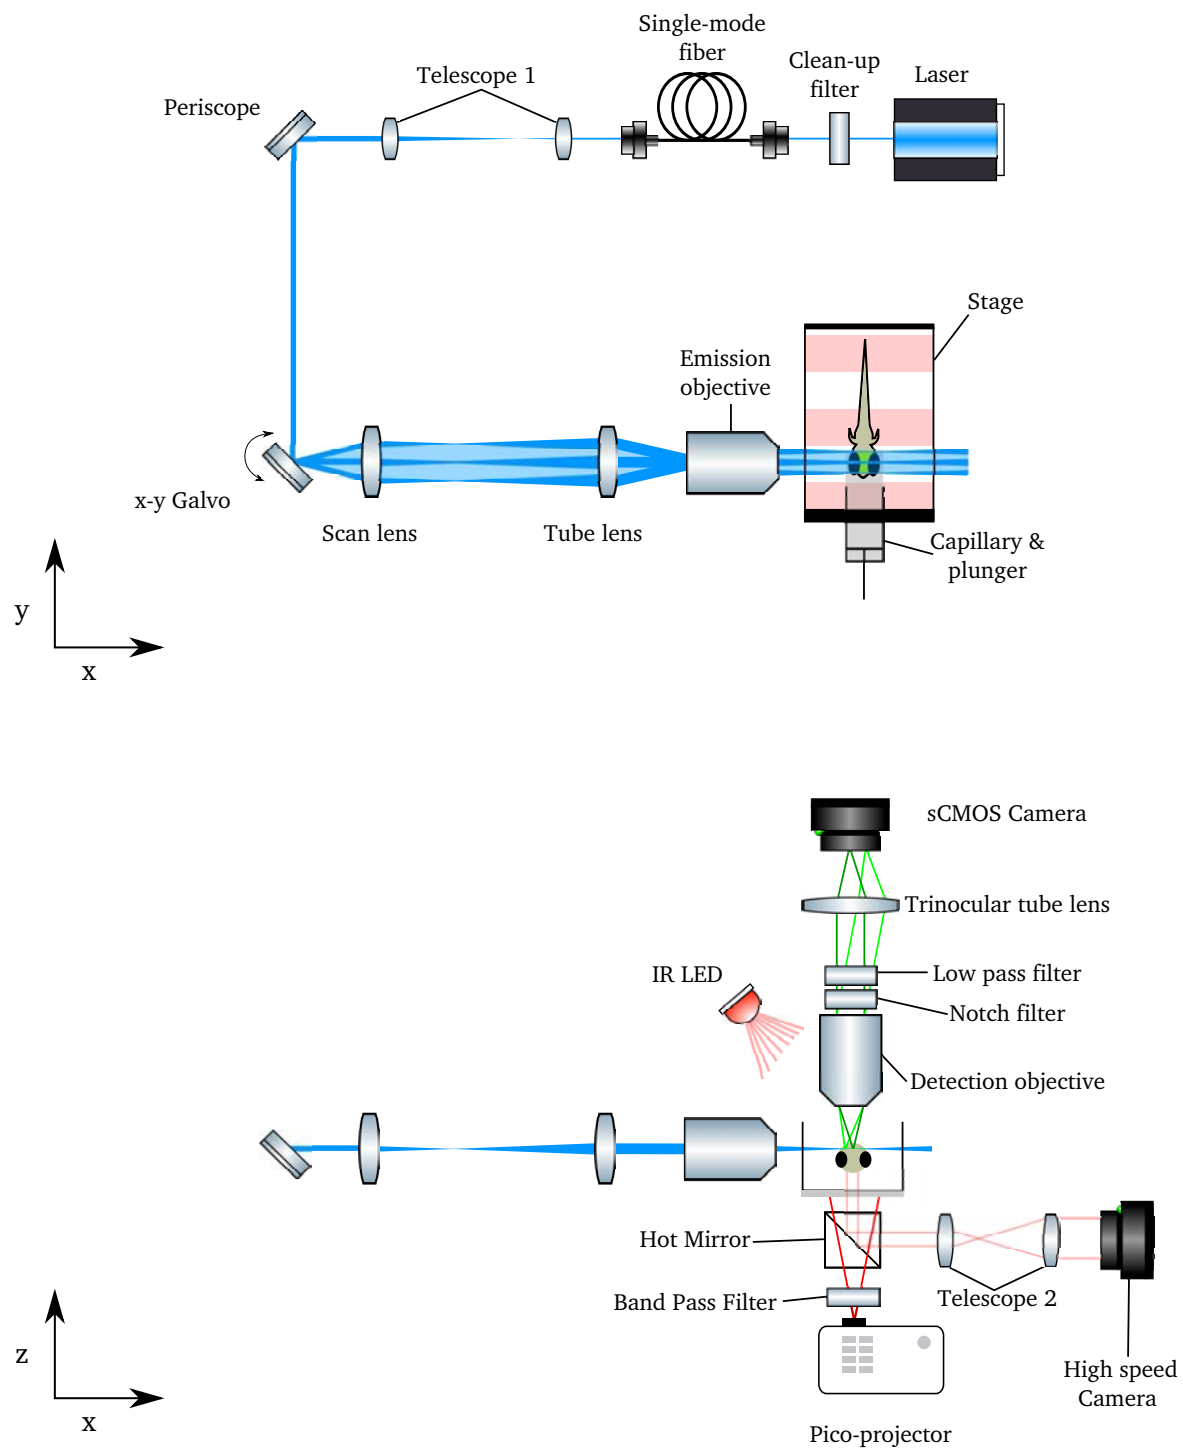 Single-mode
fiber
Clean-up
filter
Laser
Telescope 1
Periscope
Stage
Emission
objective
x-y Galvo
Scan lens
Tube lens
Capillary &
plunger
y
x
sCMOS Camera
Trinocular tube lens
IR LED
Low pass filter
Notch filter
Detection objective
Hot Mirror
Band Pass Filter
Telescope 2
z
x
High speed
Camera
Pico-projector